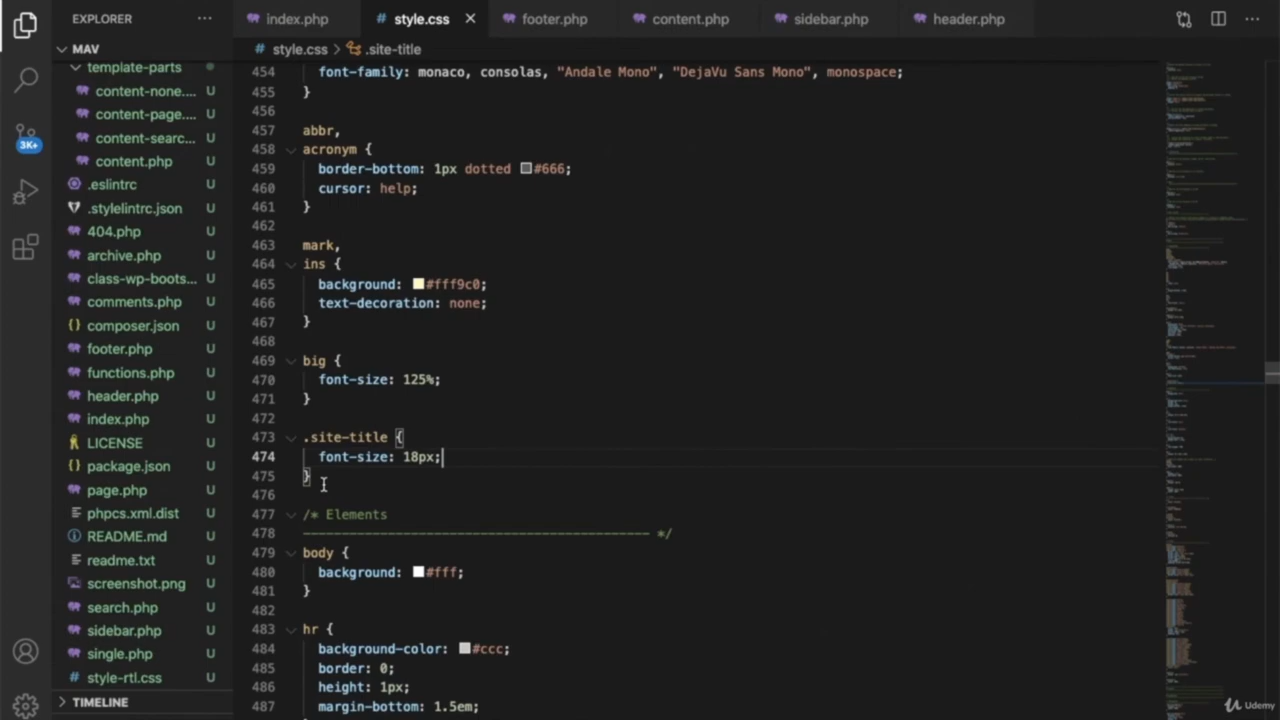 EXPLORER
···
index.php
style.css
footer.php
content.php
sidebar.php
header.php
MAV
style.css > .site-title
template-parts
content-none.... U
content-page.... U
content-searc... U
content.php U
.eslintrc U
.stylelintrc.json U
404.php U
archive.php U
class-wp-boots... U
comments.php U
composer.json U
footer.php U
functions.php U
header.php U
index.php U
LICENSE U
package.json U
page.php U
phpcs.xml.dist U
README.md U
readme.txt U
screenshot.png U
search.php U
sidebar.php U
single.php U
style-rtl.css U
TIMELINE
3K+
454 font-family: monaco, consolas, "Andale Mono", "DejaVu Sans Mono", monospace;
455 }
456
457 abbr,
458 acronym {
459 border-bottom: 1px dotted #666;
460 cursor: help;
461 }
462
463 mark,
464 ins {
465 background: #fff9c0;
466 text-decoration: none;
467 }
468
469 big {
470 font-size: 125%;
471 }
472
473 .site-title {
474 font-size: 18px;
475 }
476
477 /* Elements
478 --------------------------------------------- */
479 body {
480 background: #fff;
481 }
482
483 hr {
484 background-color: #ccc;
485 border: 0;
486 height: 1px;
487 margin-bottom: 1.5em;
Udemy